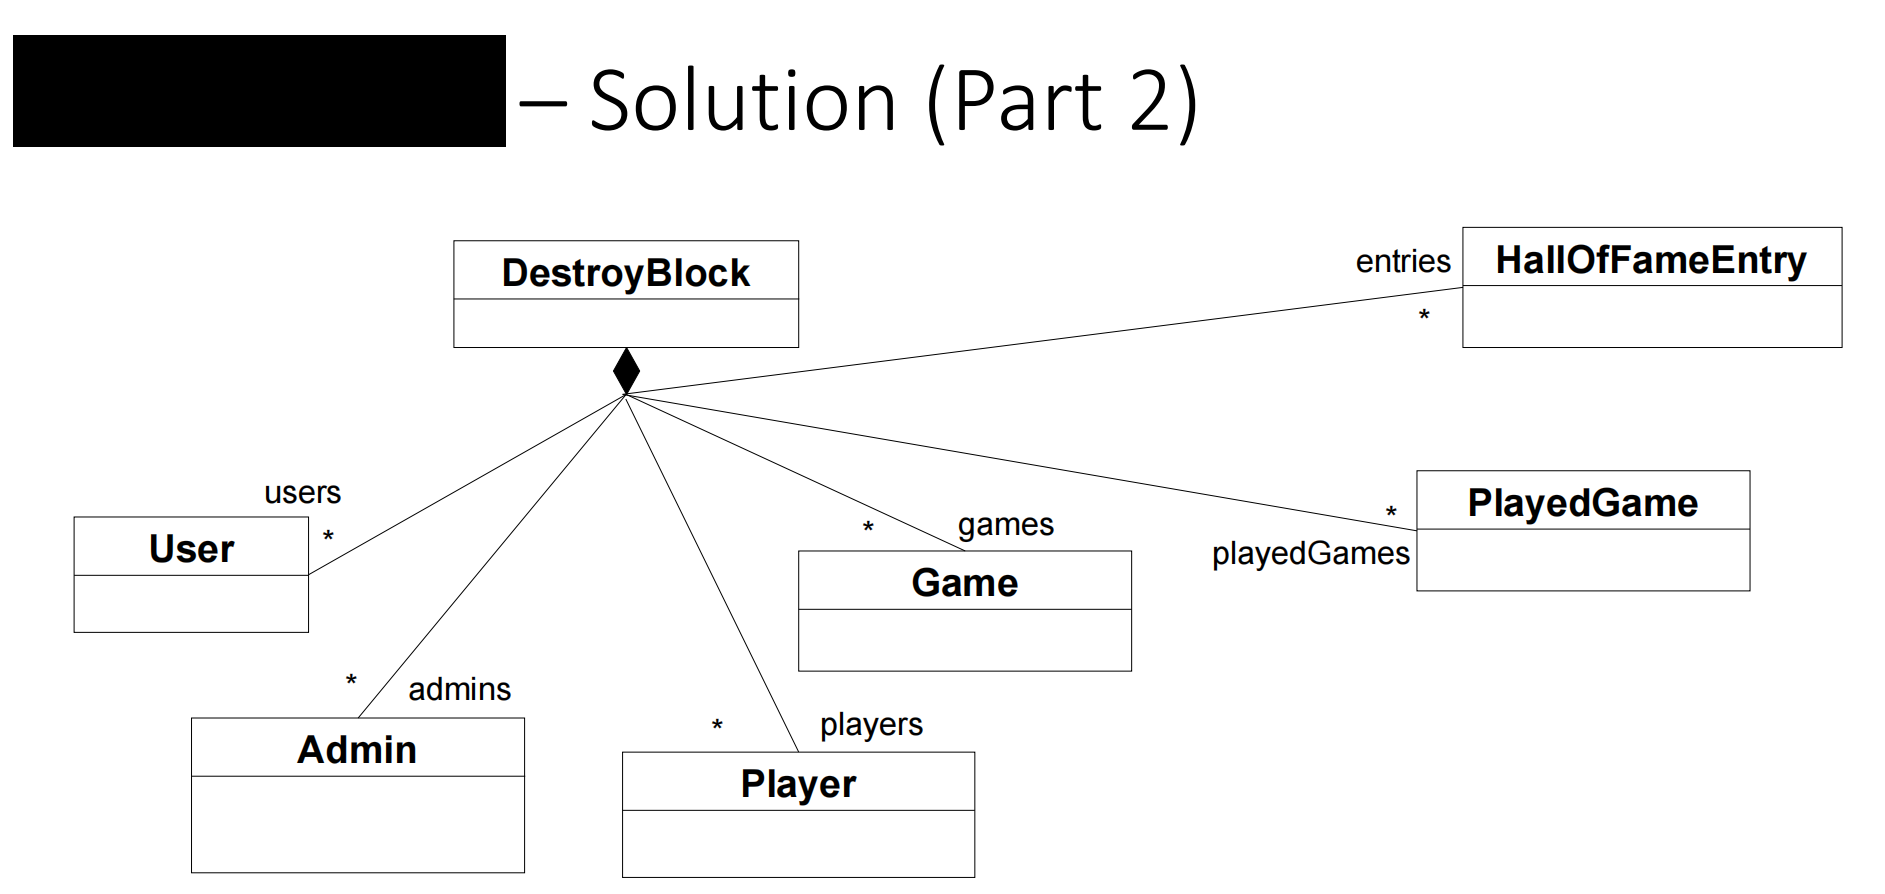 – Solution (Part 2)
DestroyBlock
entries
HallOfFameEntry
*
users
*
User
*
games
Game
*
playedGames
PlayedGame
*
admins
Admin
*
players
Player